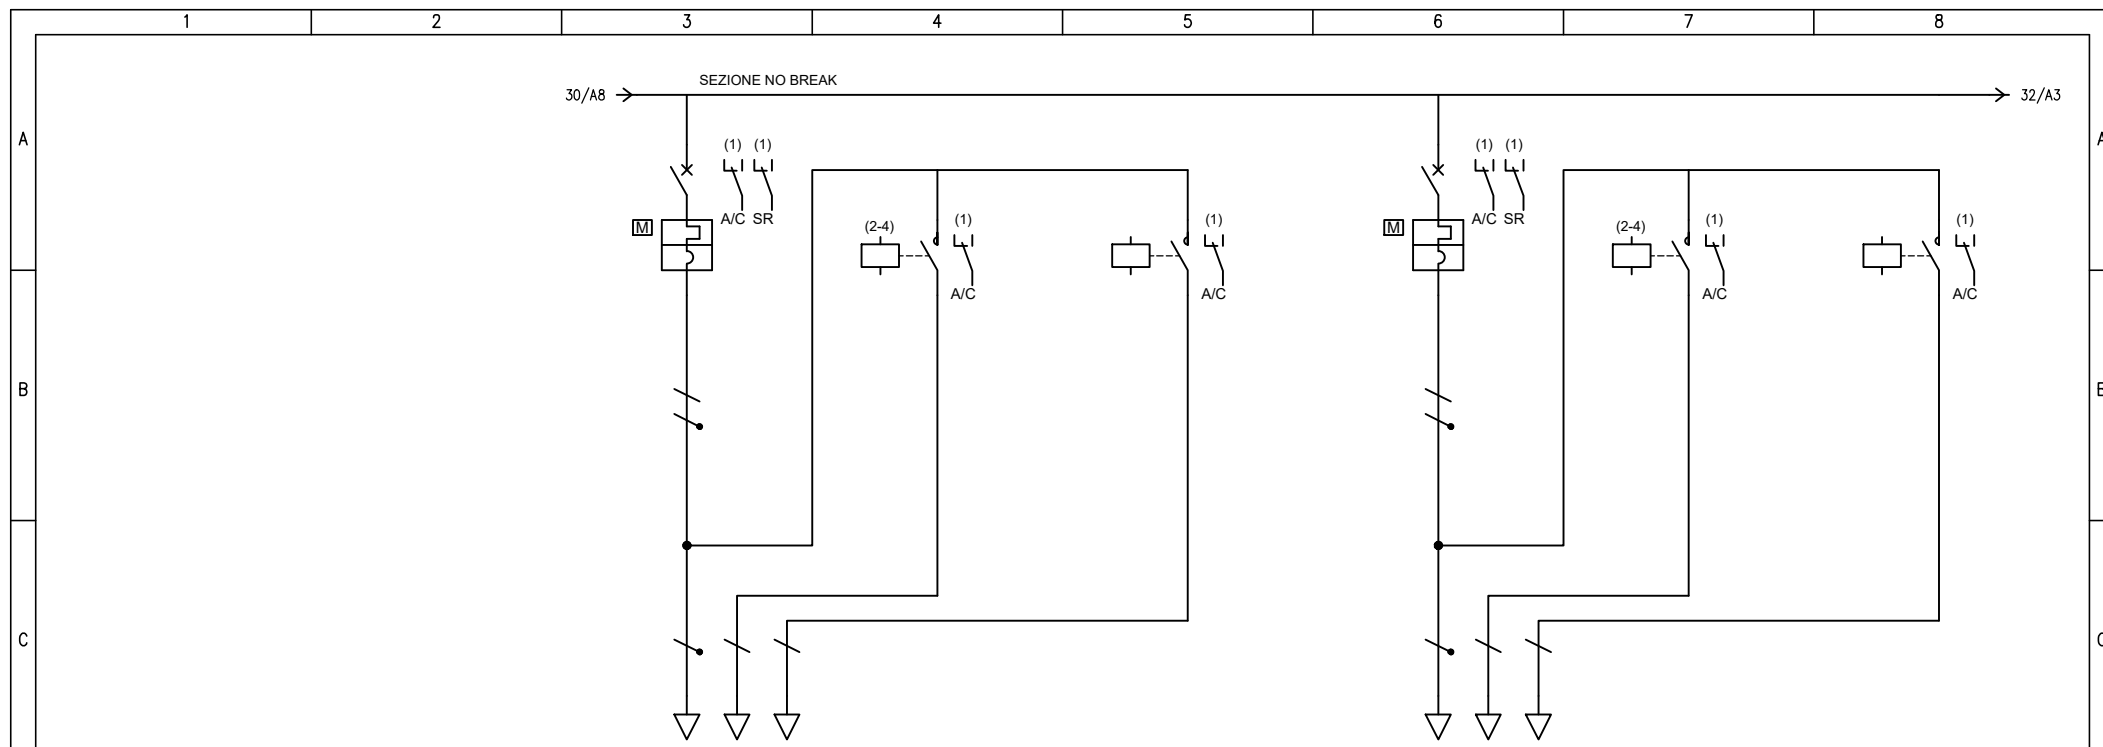 1 2 3 4 5 6 7 8
SEZIONE NO BREAK
30/A8 32/A3
A A
(1) (1) (1) (1)
A/C SR A/C SR
M M
(2-4) (1) (1) (2-4) (1) (1)
A/C A/C A/C A/C
B B
C C